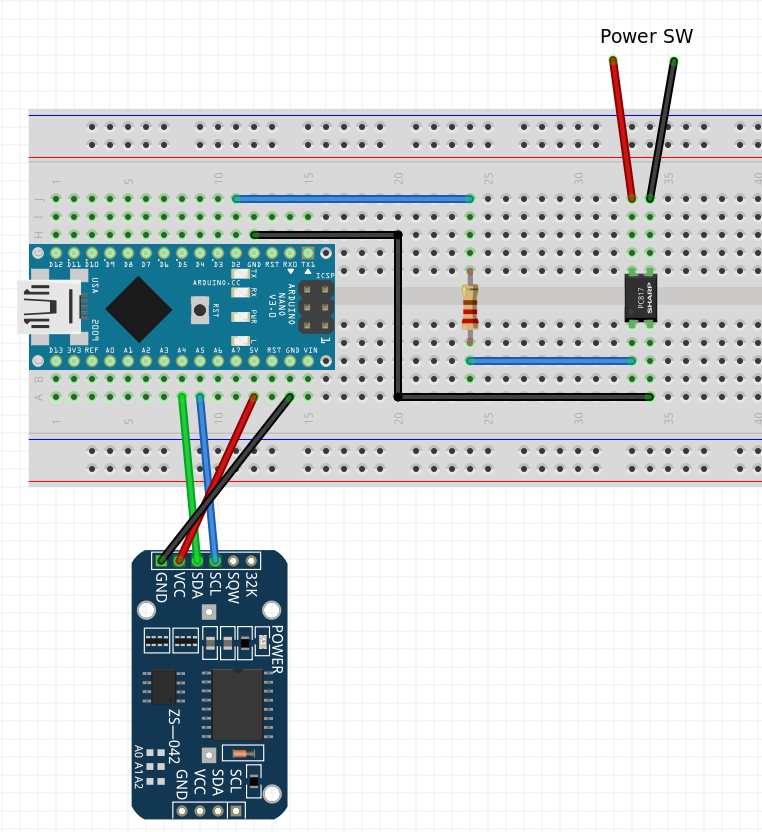 Power SW
1 5 10 15 20 25 30 35 40
J
I
H
D12 D11 D10 D9 D8 D7 D6 D5 D4 D3 D2 GND RST RX0 TX1
USA
2009
ARDUINO.CC
RST
TX
RX
PWR
L
ARDUINO
NANO
V3.0
ICSP
1
D13 3V3 REF A0 A1 A2 A3 A4 A5 A6 A7 5V RST GND VIN
PC817
SHARP
B
A
1 5 10 15 20 25 30 35 40
GND
VCC
SDA
SCL
SQW
32K
POWER
ZS-042
A0 A1 A2
GND
VCC
SDA
SCL